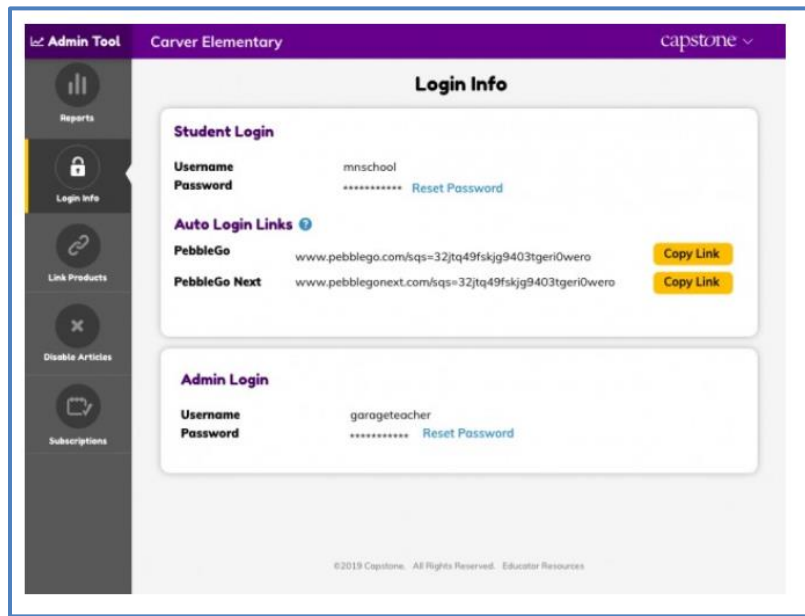 Admin Tool Carver Elementary capstone
Reports
Login Info
Link Products
Disable Articles
Subscriptions
Login Info
Student Login
Username mnschool
Password *********** Reset Password
Auto Login Links ?
PebbleGo www.pebblego.com/sqs=32jtq49fskjg9403tgeri0wero Copy Link
PebbleGo Next www.pebblegonext.com/sqs=32jtq49fskjg9403tgeri0wero Copy Link
Admin Login
Username garageteacher
Password *********** Reset Password
©2019 Capstone. All Rights Reserved. Educator Resources